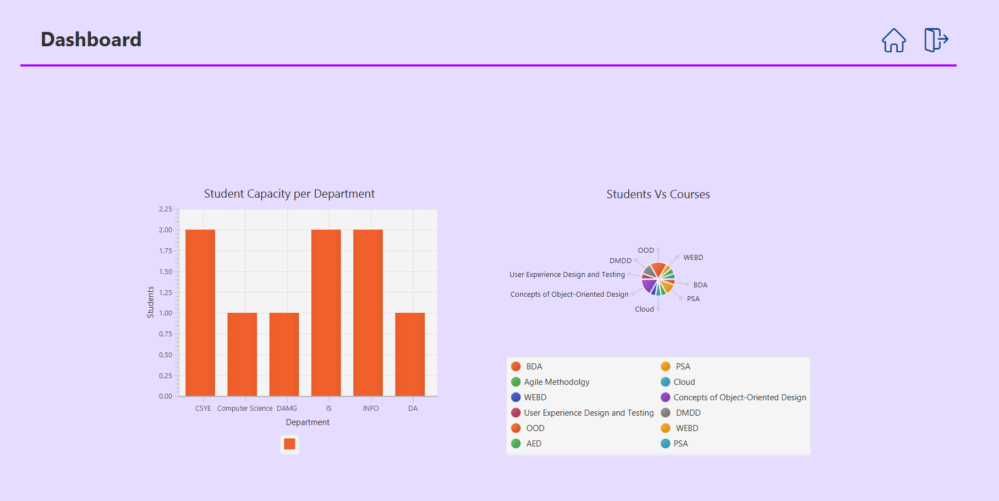 Dashboard
Student Capacity per Department
2.25
2.00
1.75
1.50
1.25
1.00
0.75
0.50
0.25
0.00
Students
CSYE Computer Science DAMG IS INFO DA
Department
Students Vs Courses
OOD
WEBD
DMDD
User Experience Design and Testing
BDA
Concepts of Object-Oriented Design
PSA
Cloud
BDA PSA
Agile Methodolgy Cloud
WEBD Concepts of Object-Oriented Design
User Experience Design and Testing DMDD
OOD WEBD
AED PSA